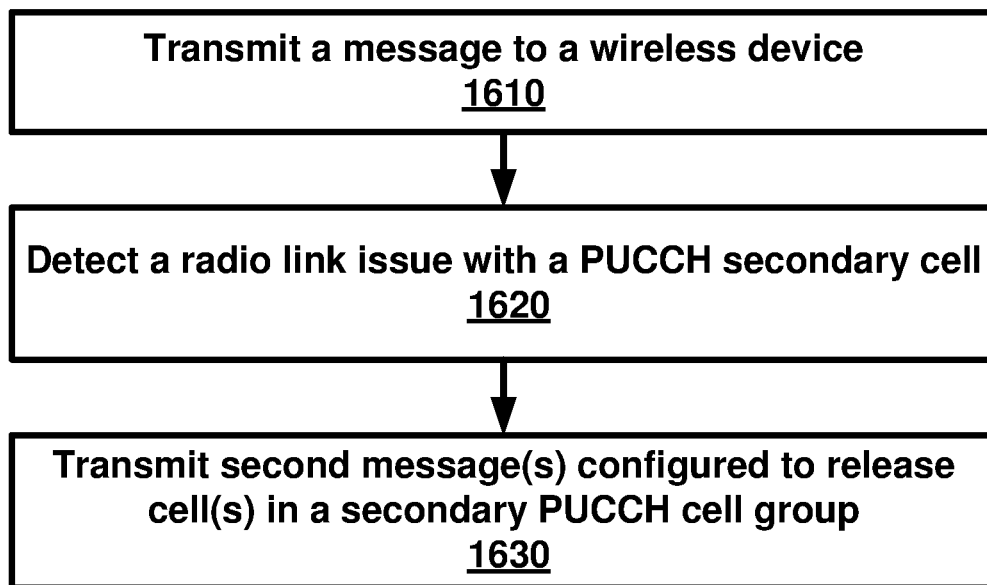 Transmit a message to a wireless device
1610
Detect a radio link issue with a PUCCH secondary cell
1620
Transmit second message(s) configured to release
cell(s) in a secondary PUCCH cell group
1630